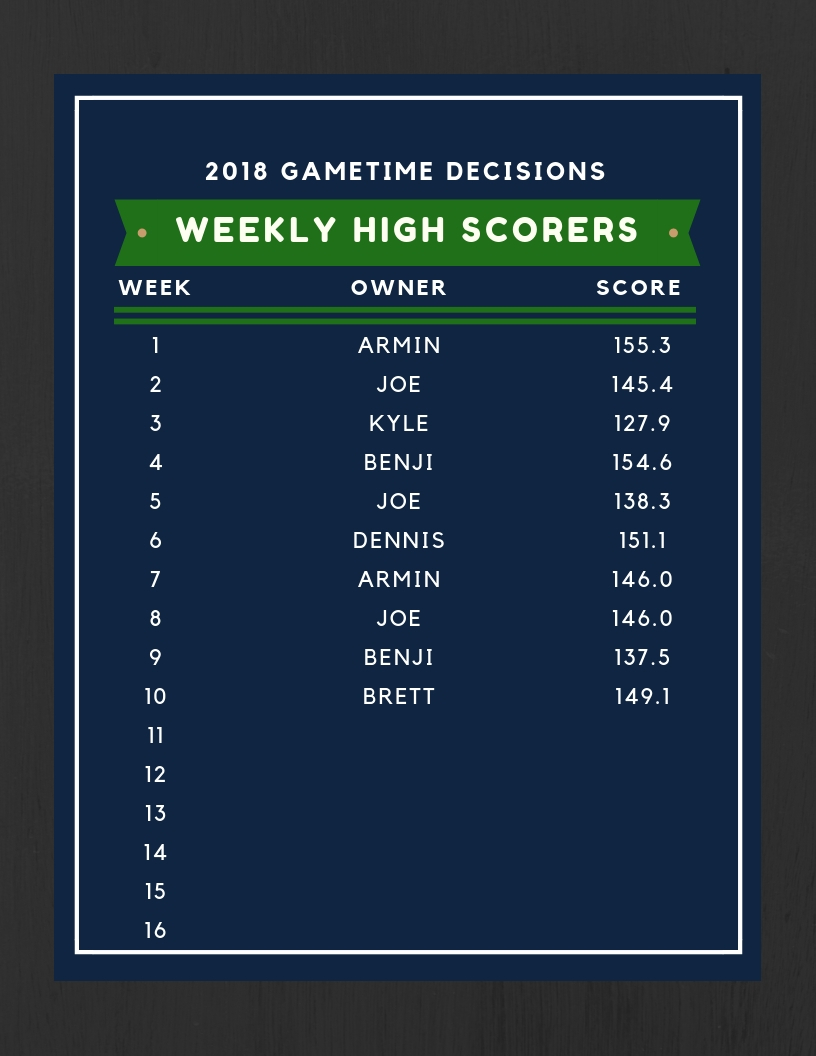 2018 GAMETIME DECISIONS
WEEKLY HIGH SCORERS
WEEK OWNER SCORE
1 ARMIN 155.3
2 JOE 145.4
3 KYLE 127.9
4 BENJI 154.6
5 JOE 138.3
6 DENNIS 151.1
7 ARMIN 146.0
8 JOE 146.0
9 BENJI 137.5
10 BRETT 149.1
11
12
13
14
15
16